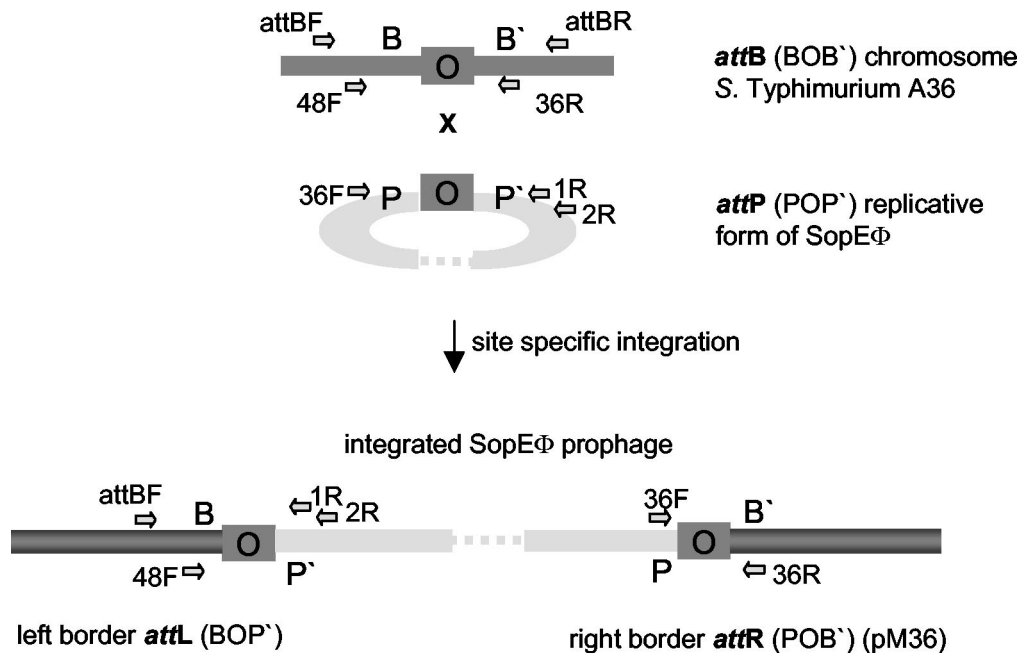 attBF B B` attBR
O
48F 36R
attB (BOB`) chromosome
S. Typhimurium A36
x
36F P O P` 1R
2R
attP (POP`) replicative
form of SopEΦ
site specific integration
integrated SopEΦ prophage
attBF B 1R
2R
O
48F P`
36F B`
O
P 36R
left border attL (BOP`)
right border attR (POB`) (pM36)